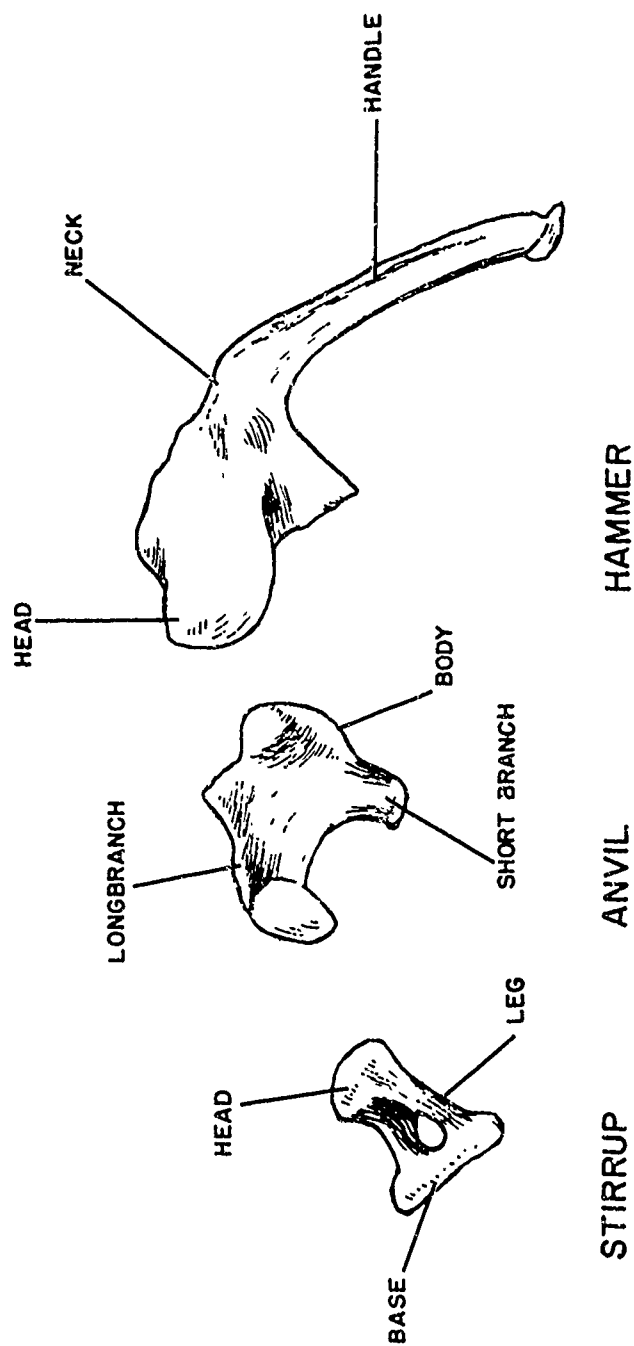 HEAD
BASE
LEG
STIRRUP
LONGBRANCH
BODY
SHORT BRANCH
ANVIL
HEAD
NECK
HANDLE
HAMMER